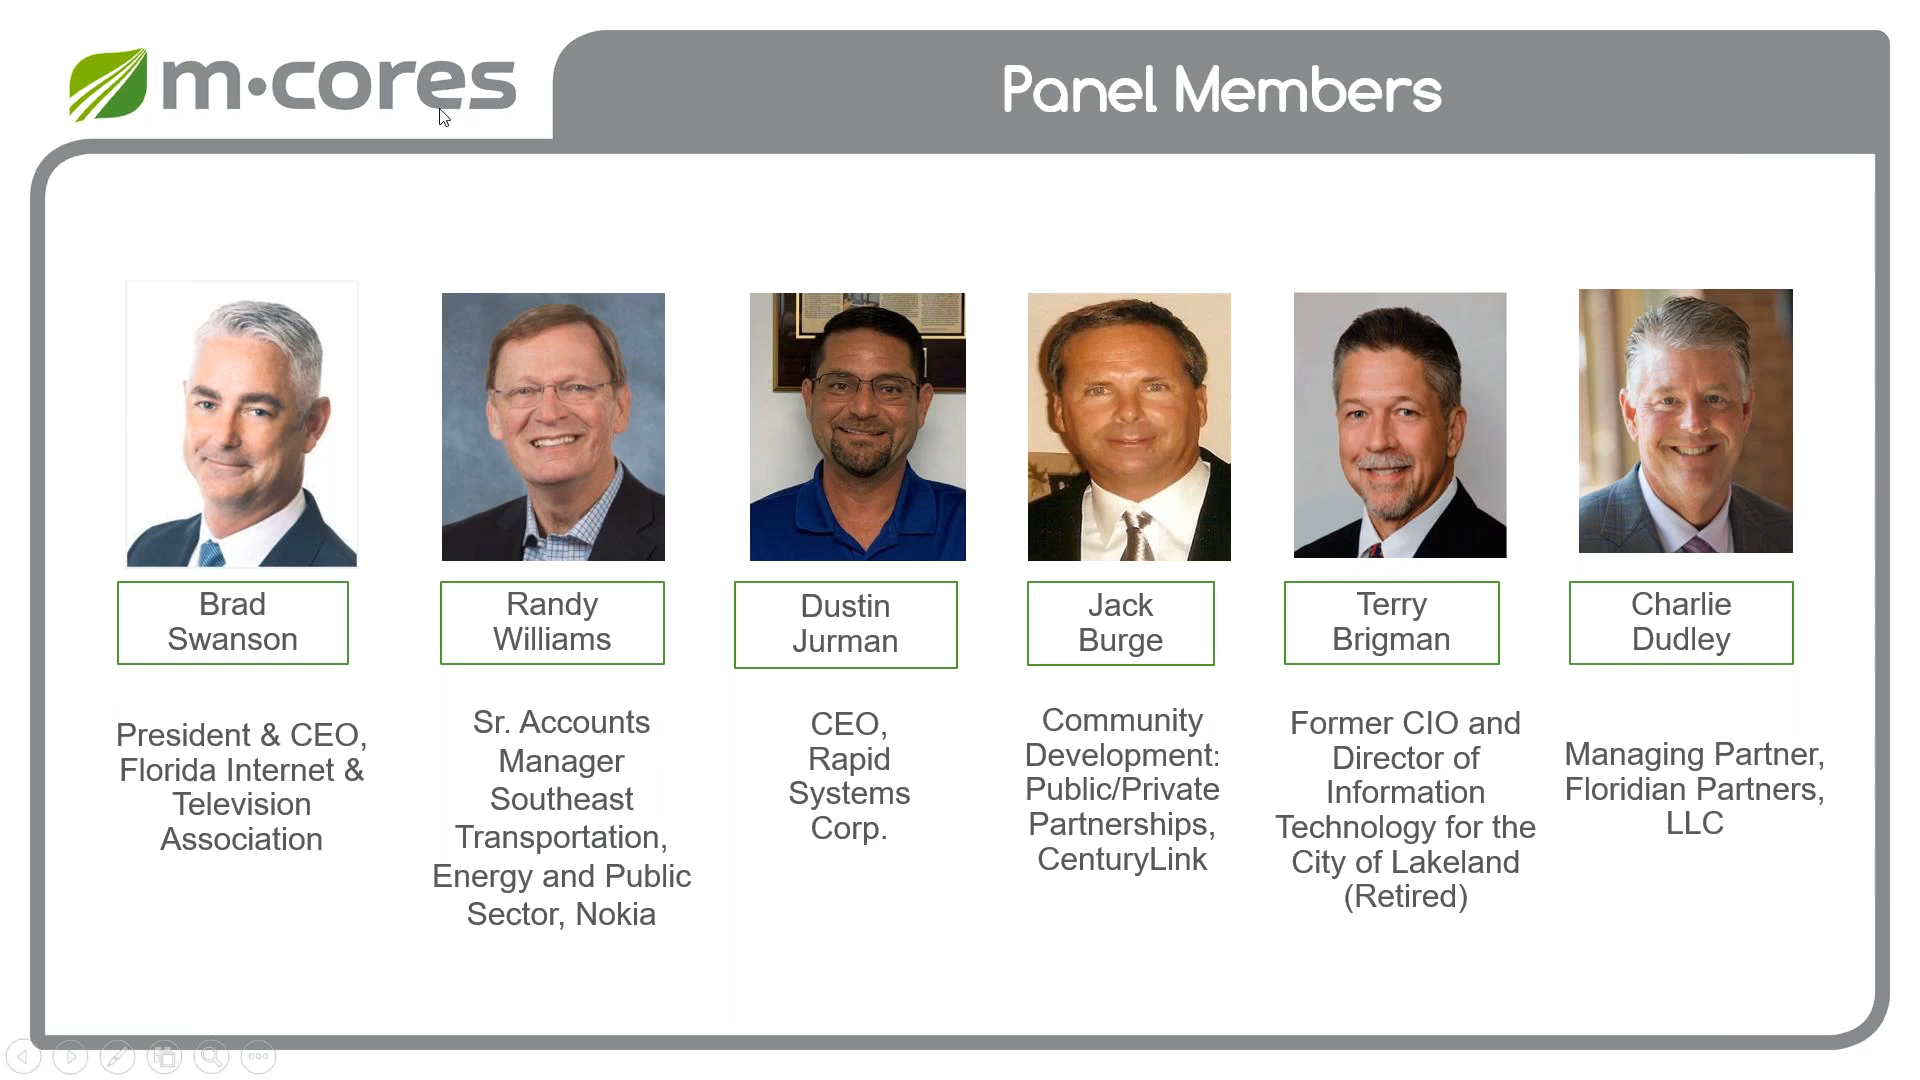 m·cores
Panel Members
Brad
Swanson
President & CEO,
Florida Internet &
Television
Association
Randy
Williams
Sr. Accounts
Manager
Southeast
Transportation,
Energy and Public
Sector, Nokia
Dustin
Jurman
CEO,
Rapid
Systems
Corp.
Jack
Burge
Community
Development:
Public/Private
Partnerships,
CenturyLink
Terry
Brigman
Former CIO and
Director of
Information
Technology for the
City of Lakeland
(Retired)
Charlie
Dudley
Managing Partner,
Floridian Partners,
LLC